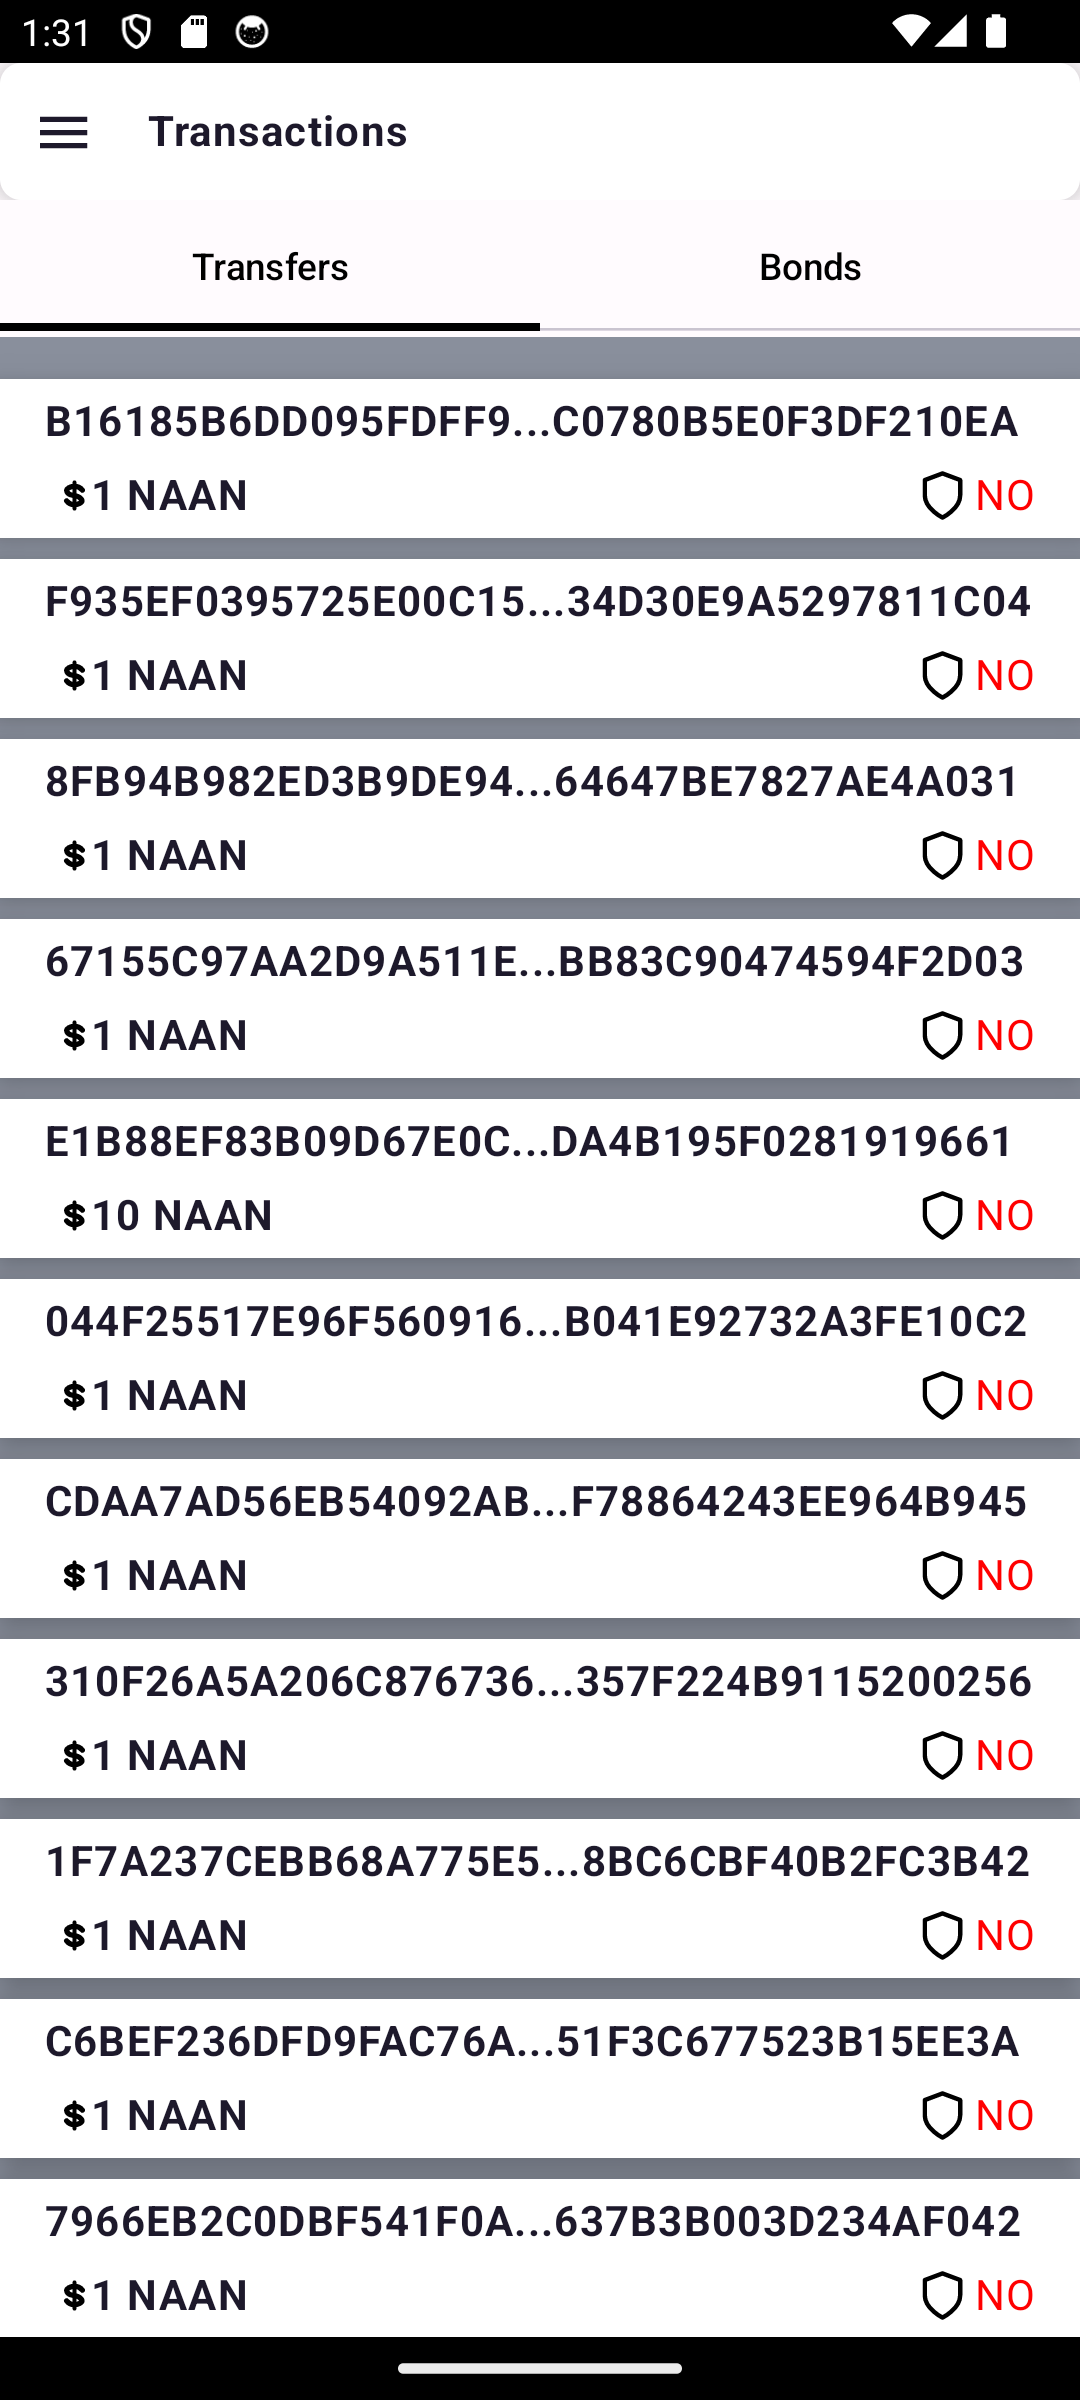 1:31
Transactions
Transfers
Bonds
B16185B6DD095FDFF9...C0780B5E0F3DF210EA
$1 NAAN
NO
F935EF0395725E00C15...34D30E9A5297811C04
$1 NAAN
NO
8FB94B982ED3B9DE94...64647BE7827AE4A031
$1 NAAN
NO
67155C97AA2D9A511E...BB83C90474594F2D03
$1 NAAN
NO
E1B88EF83B09D67E0C...DA4B195F0281919661
$10 NAAN
NO
044F25517E96F560916...B041E92732A3FE10C2
$1 NAAN
NO
CDAA7AD56EB54092AB...F78864243EE964B945
$1 NAAN
NO
310F26A5A206C876736...357F224B9115200256
$1 NAAN
NO
1F7A237CEBB68A775E5...8BC6CBF40B2FC3B42
$1 NAAN
NO
C6BEF236DFD9FAC76A...51F3C677523B15EE3A
$1 NAAN
NO
7966EB2C0DBF541F0A...637B3B003D234AF042
$1 NAAN
NO